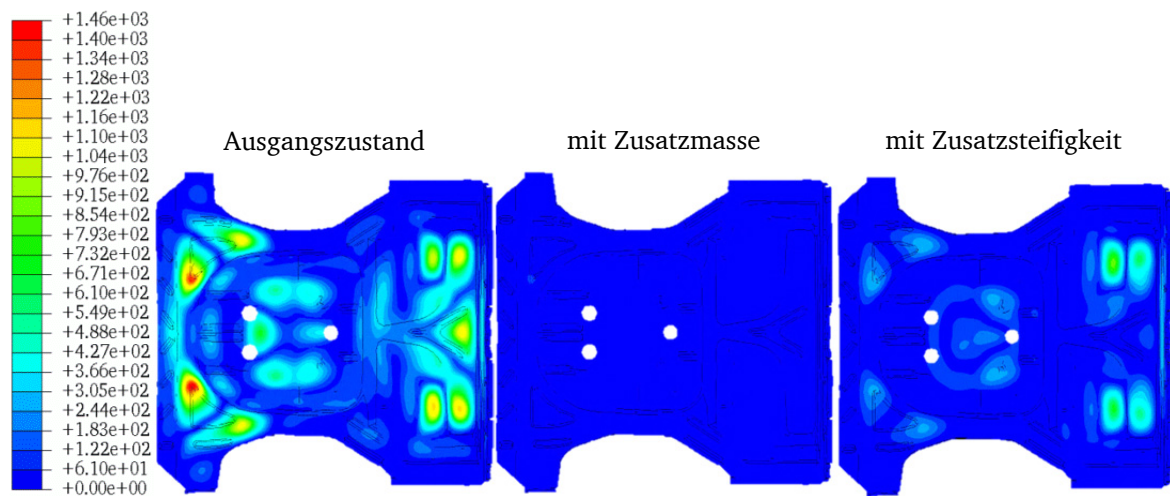 +1.46e+03
+1.40e+03
+1.34e+03
+1.28e+03
+1.22e+03
+1.16e+03
+1.10e+03
+1.04e+03
+9.76e+02
+9.15e+02
+8.54e+02
+7.93e+02
+7.32e+02
+6.71e+02
+6.10e+02
+5.49e+02
+4.88e+02
+4.27e+02
+3.66e+02
+3.05e+02
+2.44e+02
+1.83e+02
+1.22e+02
+6.10e+01
+0.00e+00
Ausgangszustand
mit Zusatzmasse
mit Zusatzsteifigkeit